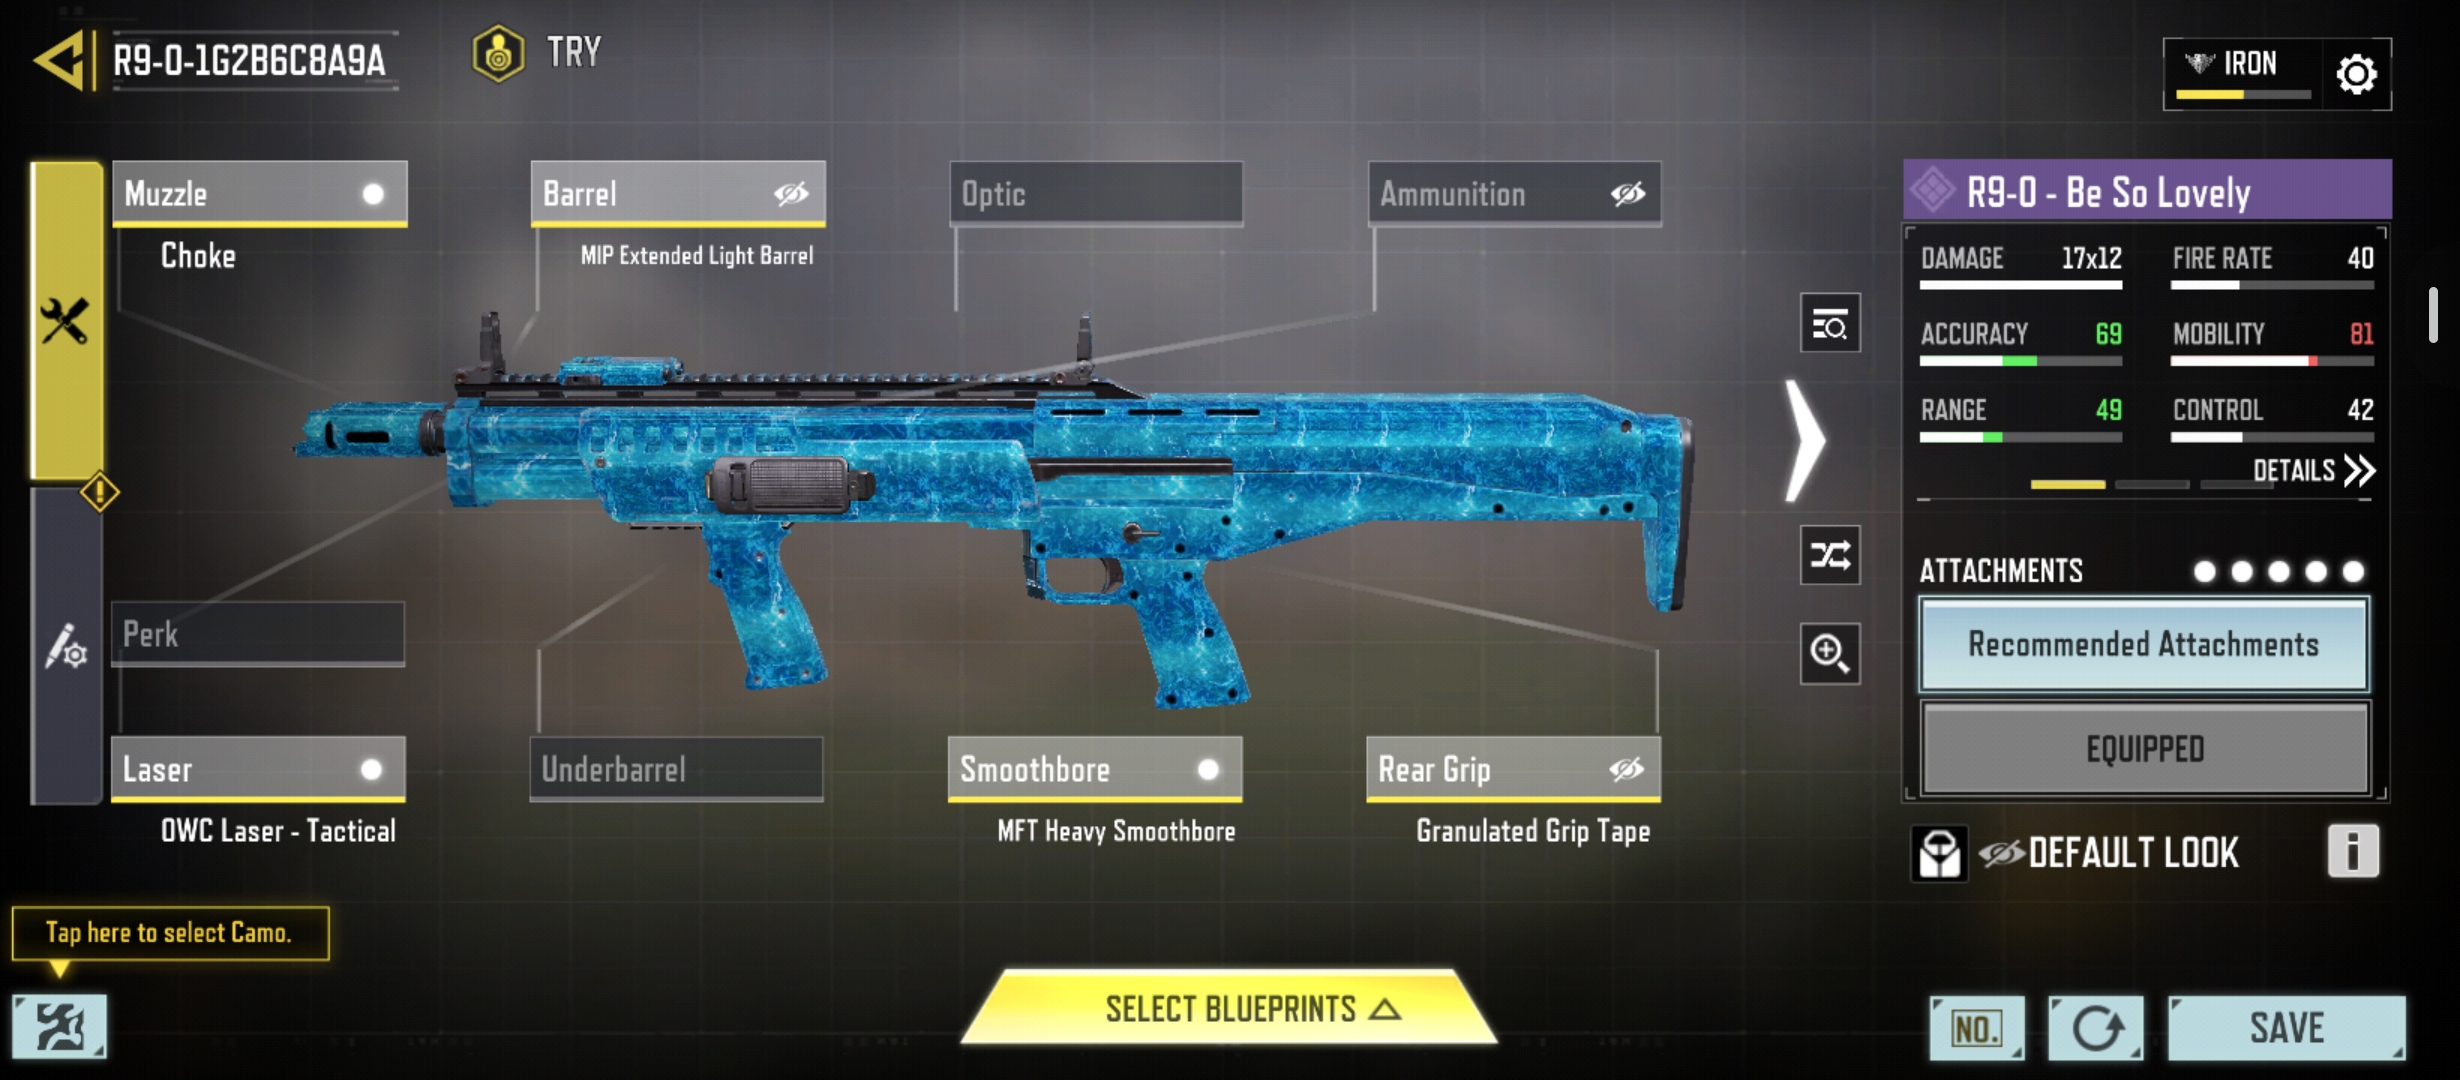 R9-0-1G2B6C8A9A
TRY
IRON
Muzzle
Choke
Barrel
MIP Extended Light Barrel
Optic
Ammunition
R9-0 - Be So Lovely
DAMAGE 17x12
FIRE RATE 40
ACCURACY 69
MOBILITY 81
RANGE 49
CONTROL 42
DETAILS
ATTACHMENTS
Recommended Attachments
EQUIPPED
DEFAULT LOOK
Perk
Laser
OWC Laser - Tactical
Underbarrel
Smoothbore
MFT Heavy Smoothbore
Rear Grip
Granulated Grip Tape
Tap here to select Camo.
SELECT BLUEPRINTS
NO.
SAVE